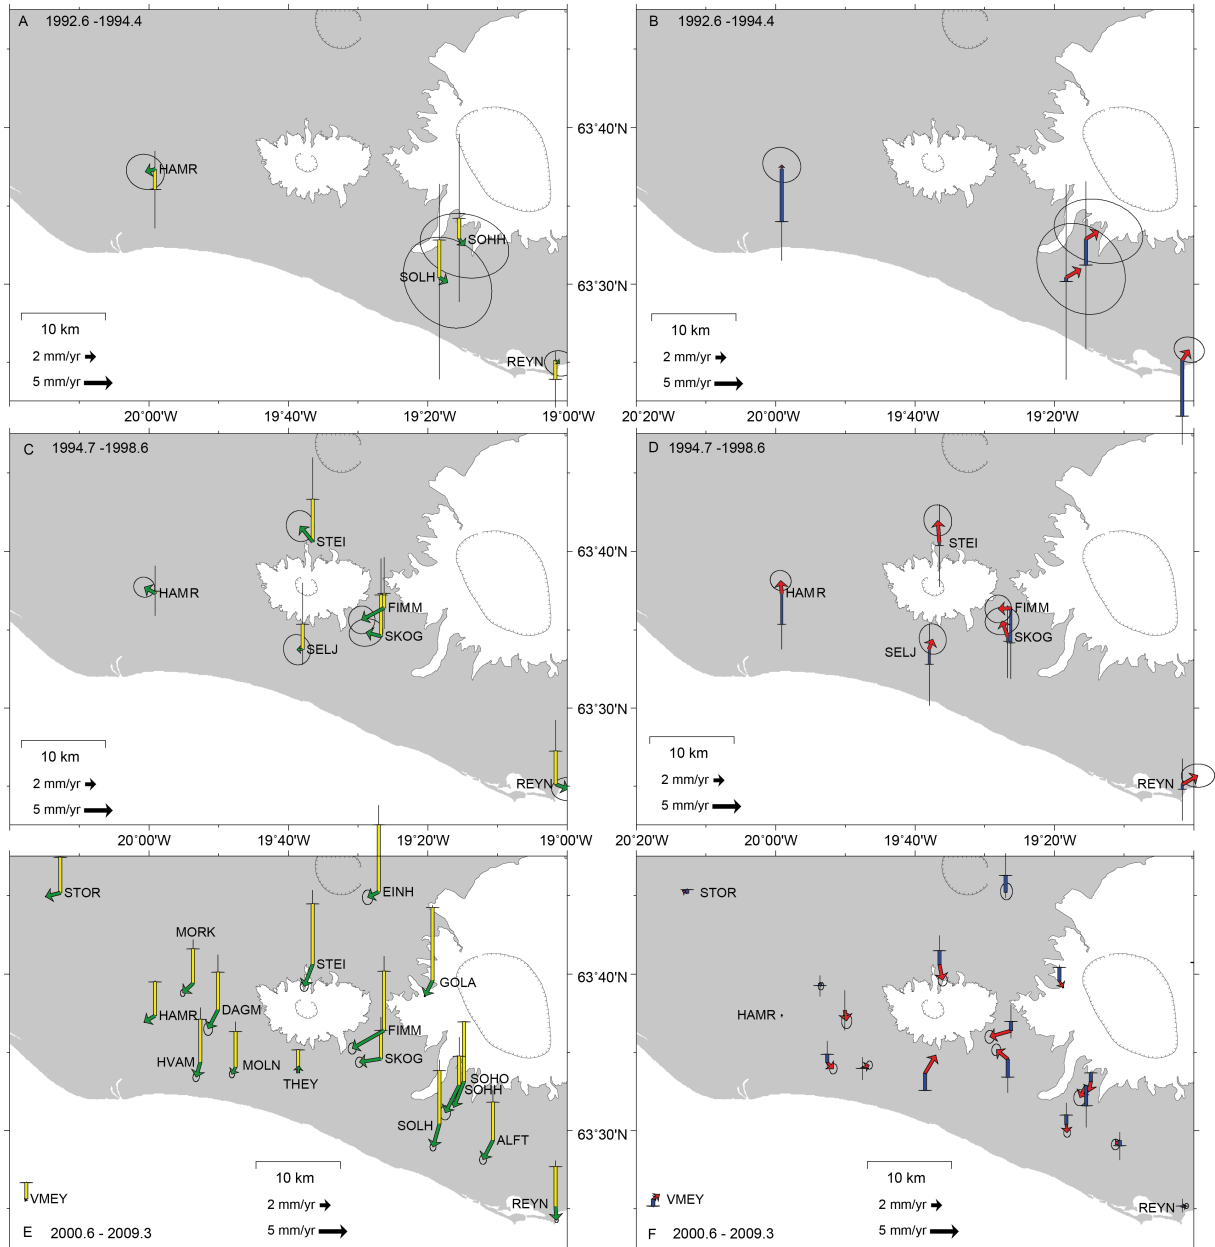 A 1992.6 -1994.4
HAMR
SOHH
SOLH
REYN
10 km
2 mm/yr
5 mm/yr
B 1992.6 -1994.4
10 km
2 mm/yr
5 mm/yr
63°40'N
63°30'N
20°00'W 19°40'W 19°20'W 19°00'W
20°20'W 20°00'W 19°40'W 19°20'W
C 1994.7 -1998.6
STEI
HAMR
FIMM
SKOG
SELJ
REYN
10 km
2 mm/yr
5 mm/yr
D 1994.7 -1998.6
STEI
HAMR
FIMM
SKOG
SELJ
REYN
10 km
2 mm/yr
5 mm/yr
63°40'N
63°30'N
20°00'W 19°40'W 19°20'W 19°00'W
20°20'W 20°00'W 19°40'W 19°20'W
STOR
EINH
MORK
STEI
GOLA
HAMR
DAGM
FIMM
HVAM
MOLN
SKOG
THEY
SOHO
SOHH
SOLH
ALFT
REYN
VMEY
10 km
2 mm/yr
5 mm/yr
E 2000.6 - 2009.3
63°40'N
63°30'N
STOR
HAMR
REYN
VMEY
10 km
2 mm/yr
5 mm/yr
F 2000.6 - 2009.3